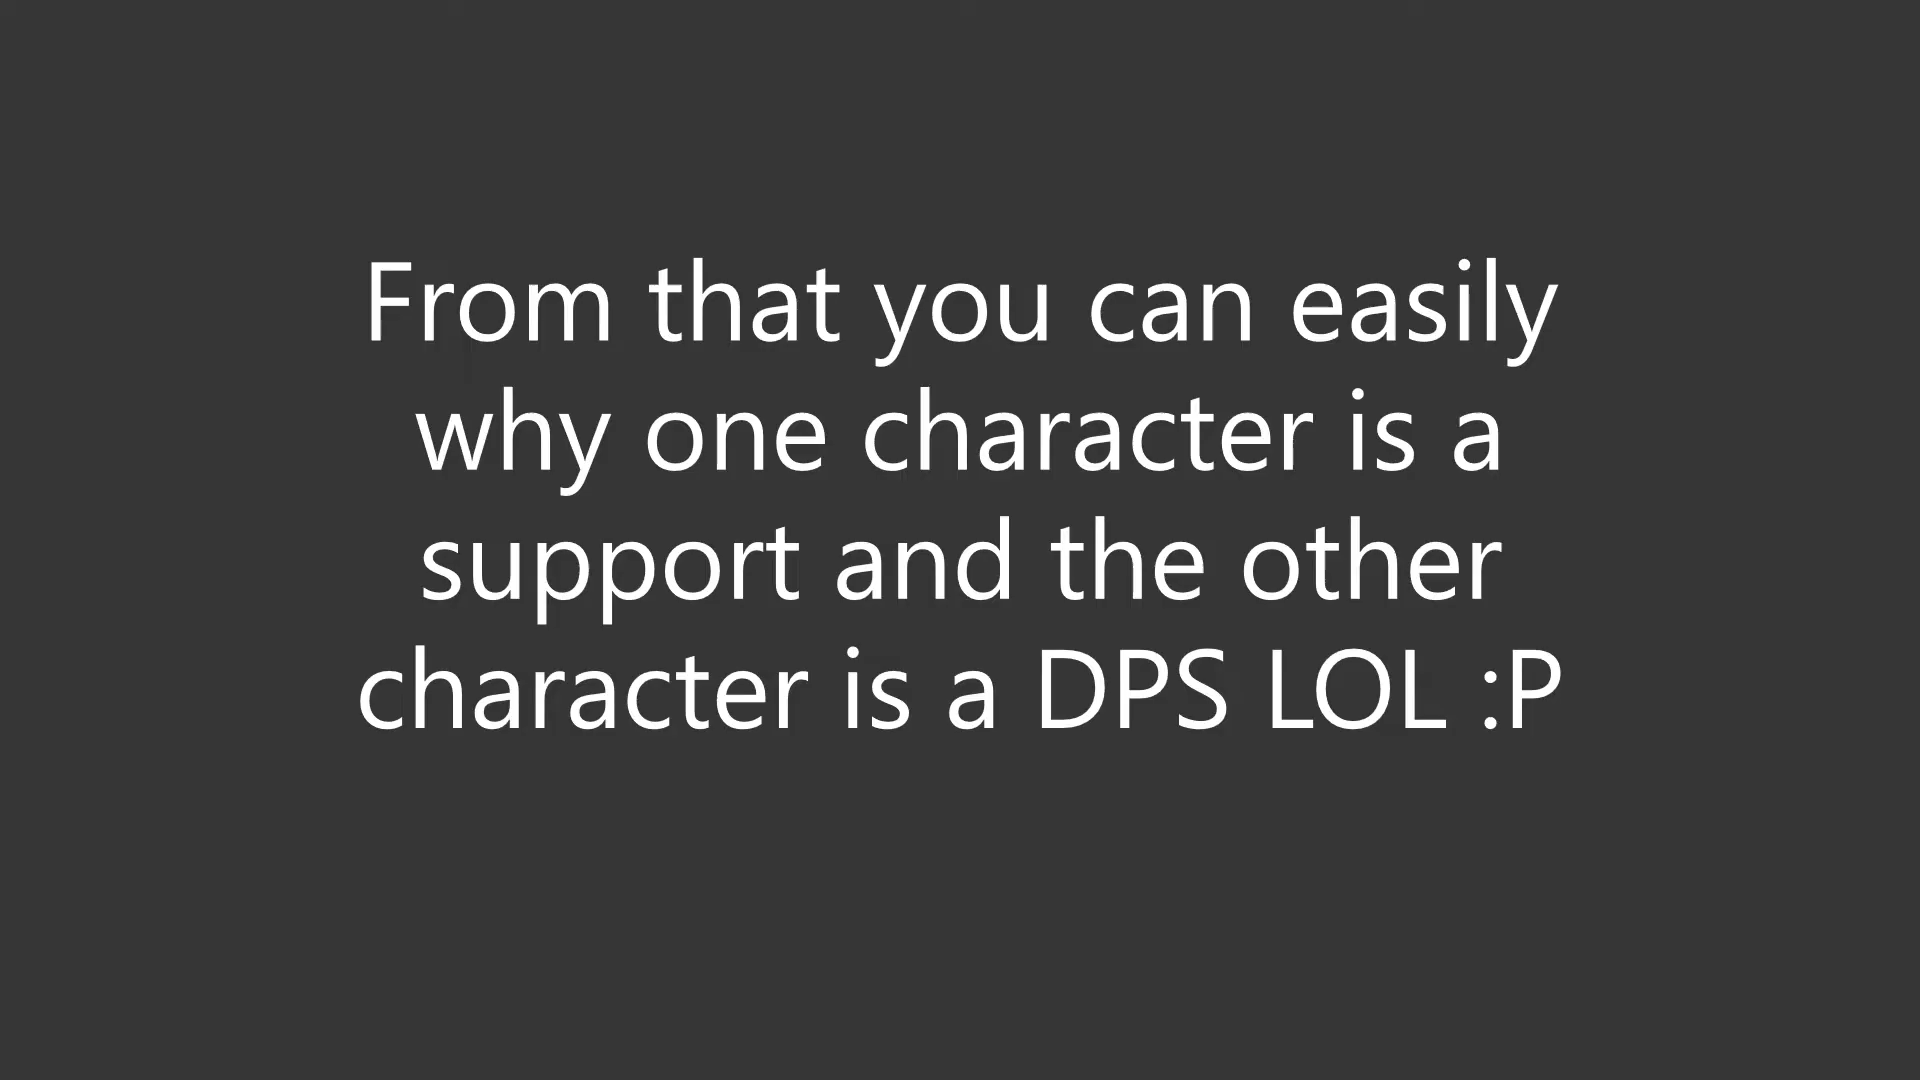 From that you can easily
why one character is a
support and the other
character is a DPS LOL :P